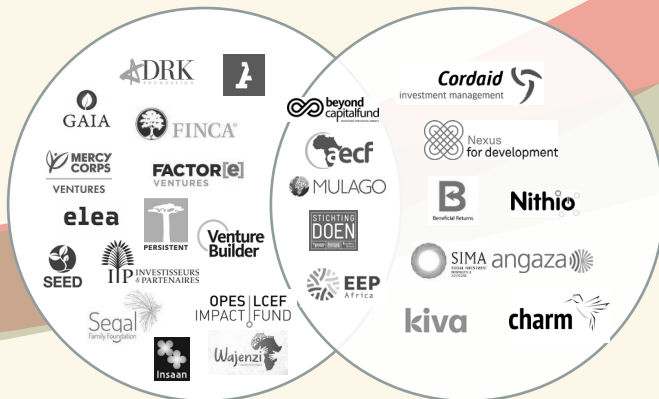 DRK
FOUNDATION
GAIA
FINCA®
MERCY
CORPS
VENTURES
FACTOR[e]
VENTURES
elea
PERSISTENT
Venture
Builder
SEED
IIP INVESTISSEURS
& PARTENAIRES
Segal
Family Foundation
OPES | LCEF
IMPACT | FUND
Insaan
Wajenzi
beyond
capitalfund
aecf
MULAGO
STICHTING
DOEN
EEP
Africa
Cordaid
investment management
Nexus
for development
B
Beneficial Returns
Nithio
SIMA
angaza
kiva
charm